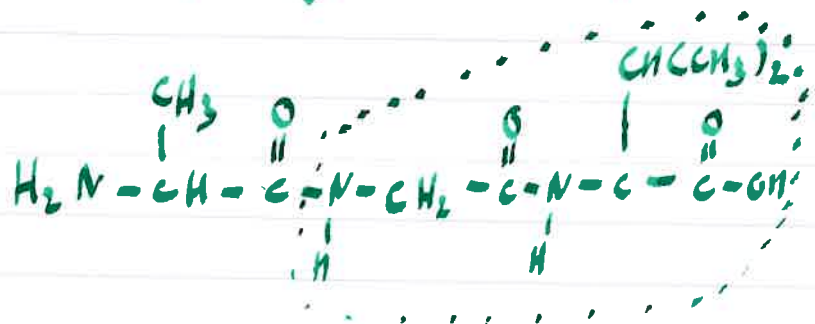 CH(CH₃)₂
CH₃ O O O
| || || | ||
H₂N-CH-C-N-CH₂-C-N-C-C-OH
| |
H H